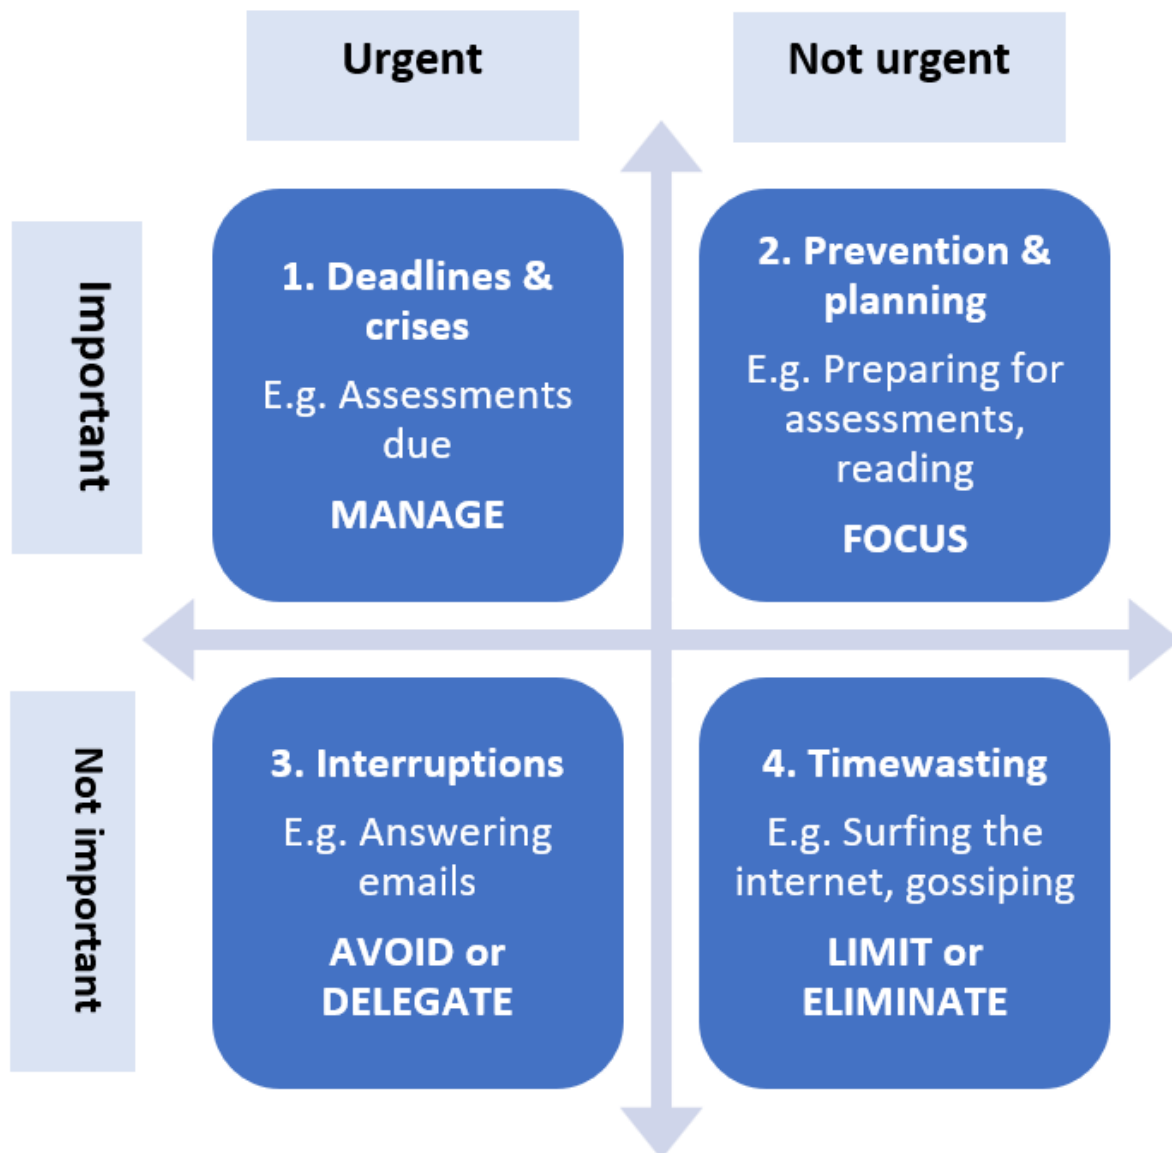 Urgent
Not urgent
Important
1. Deadlines &
crises
E.g. Assessments
due
MANAGE
2. Prevention &
planning
E.g. Preparing for
assessments,
reading
FOCUS
Not important
3. Interruptions
E.g. Answering
emails
AVOID or
DELEGATE
4. Timewasting
E.g. Surfing the
internet, gossiping
LIMIT or
ELIMINATE